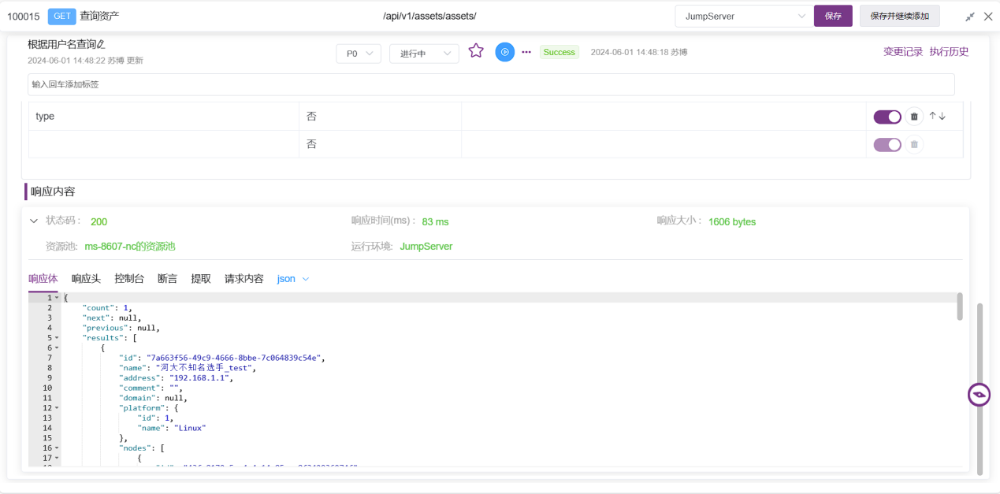 100015 GET 查询资产 /api/v1/assets/assets/ JumpServer 保存 保存并继续添加
根据用户名查询
2024-06-01 14:48:22 苏博 更新 P0 进行中 Success 2024-06-01 14:48:18 苏博 变更记录 执行历史
输入回车添加标签
type 否
否
响应内容
状态码： 200 响应时间(ms)： 83 ms 响应大小： 1606 bytes
资源池: ms-8607-nc的资源池 运行环境: JumpServer
响应体 响应头 控制台 断言 提取 请求内容 json
1 {
2 "count": 1,
3 "next": null,
4 "previous": null,
5 "results": [
6 {
7 "id": "7a663f56-49c9-4666-8bbe-7c064839c54e",
8 "name": "河大不知名选手_test",
9 "address": "192.168.1.1",
10 "comment": "",
11 "domain": null,
12 "platform": {
13 "id": 1,
14 "name": "Linux"
15 },
16 "nodes": [
17 {